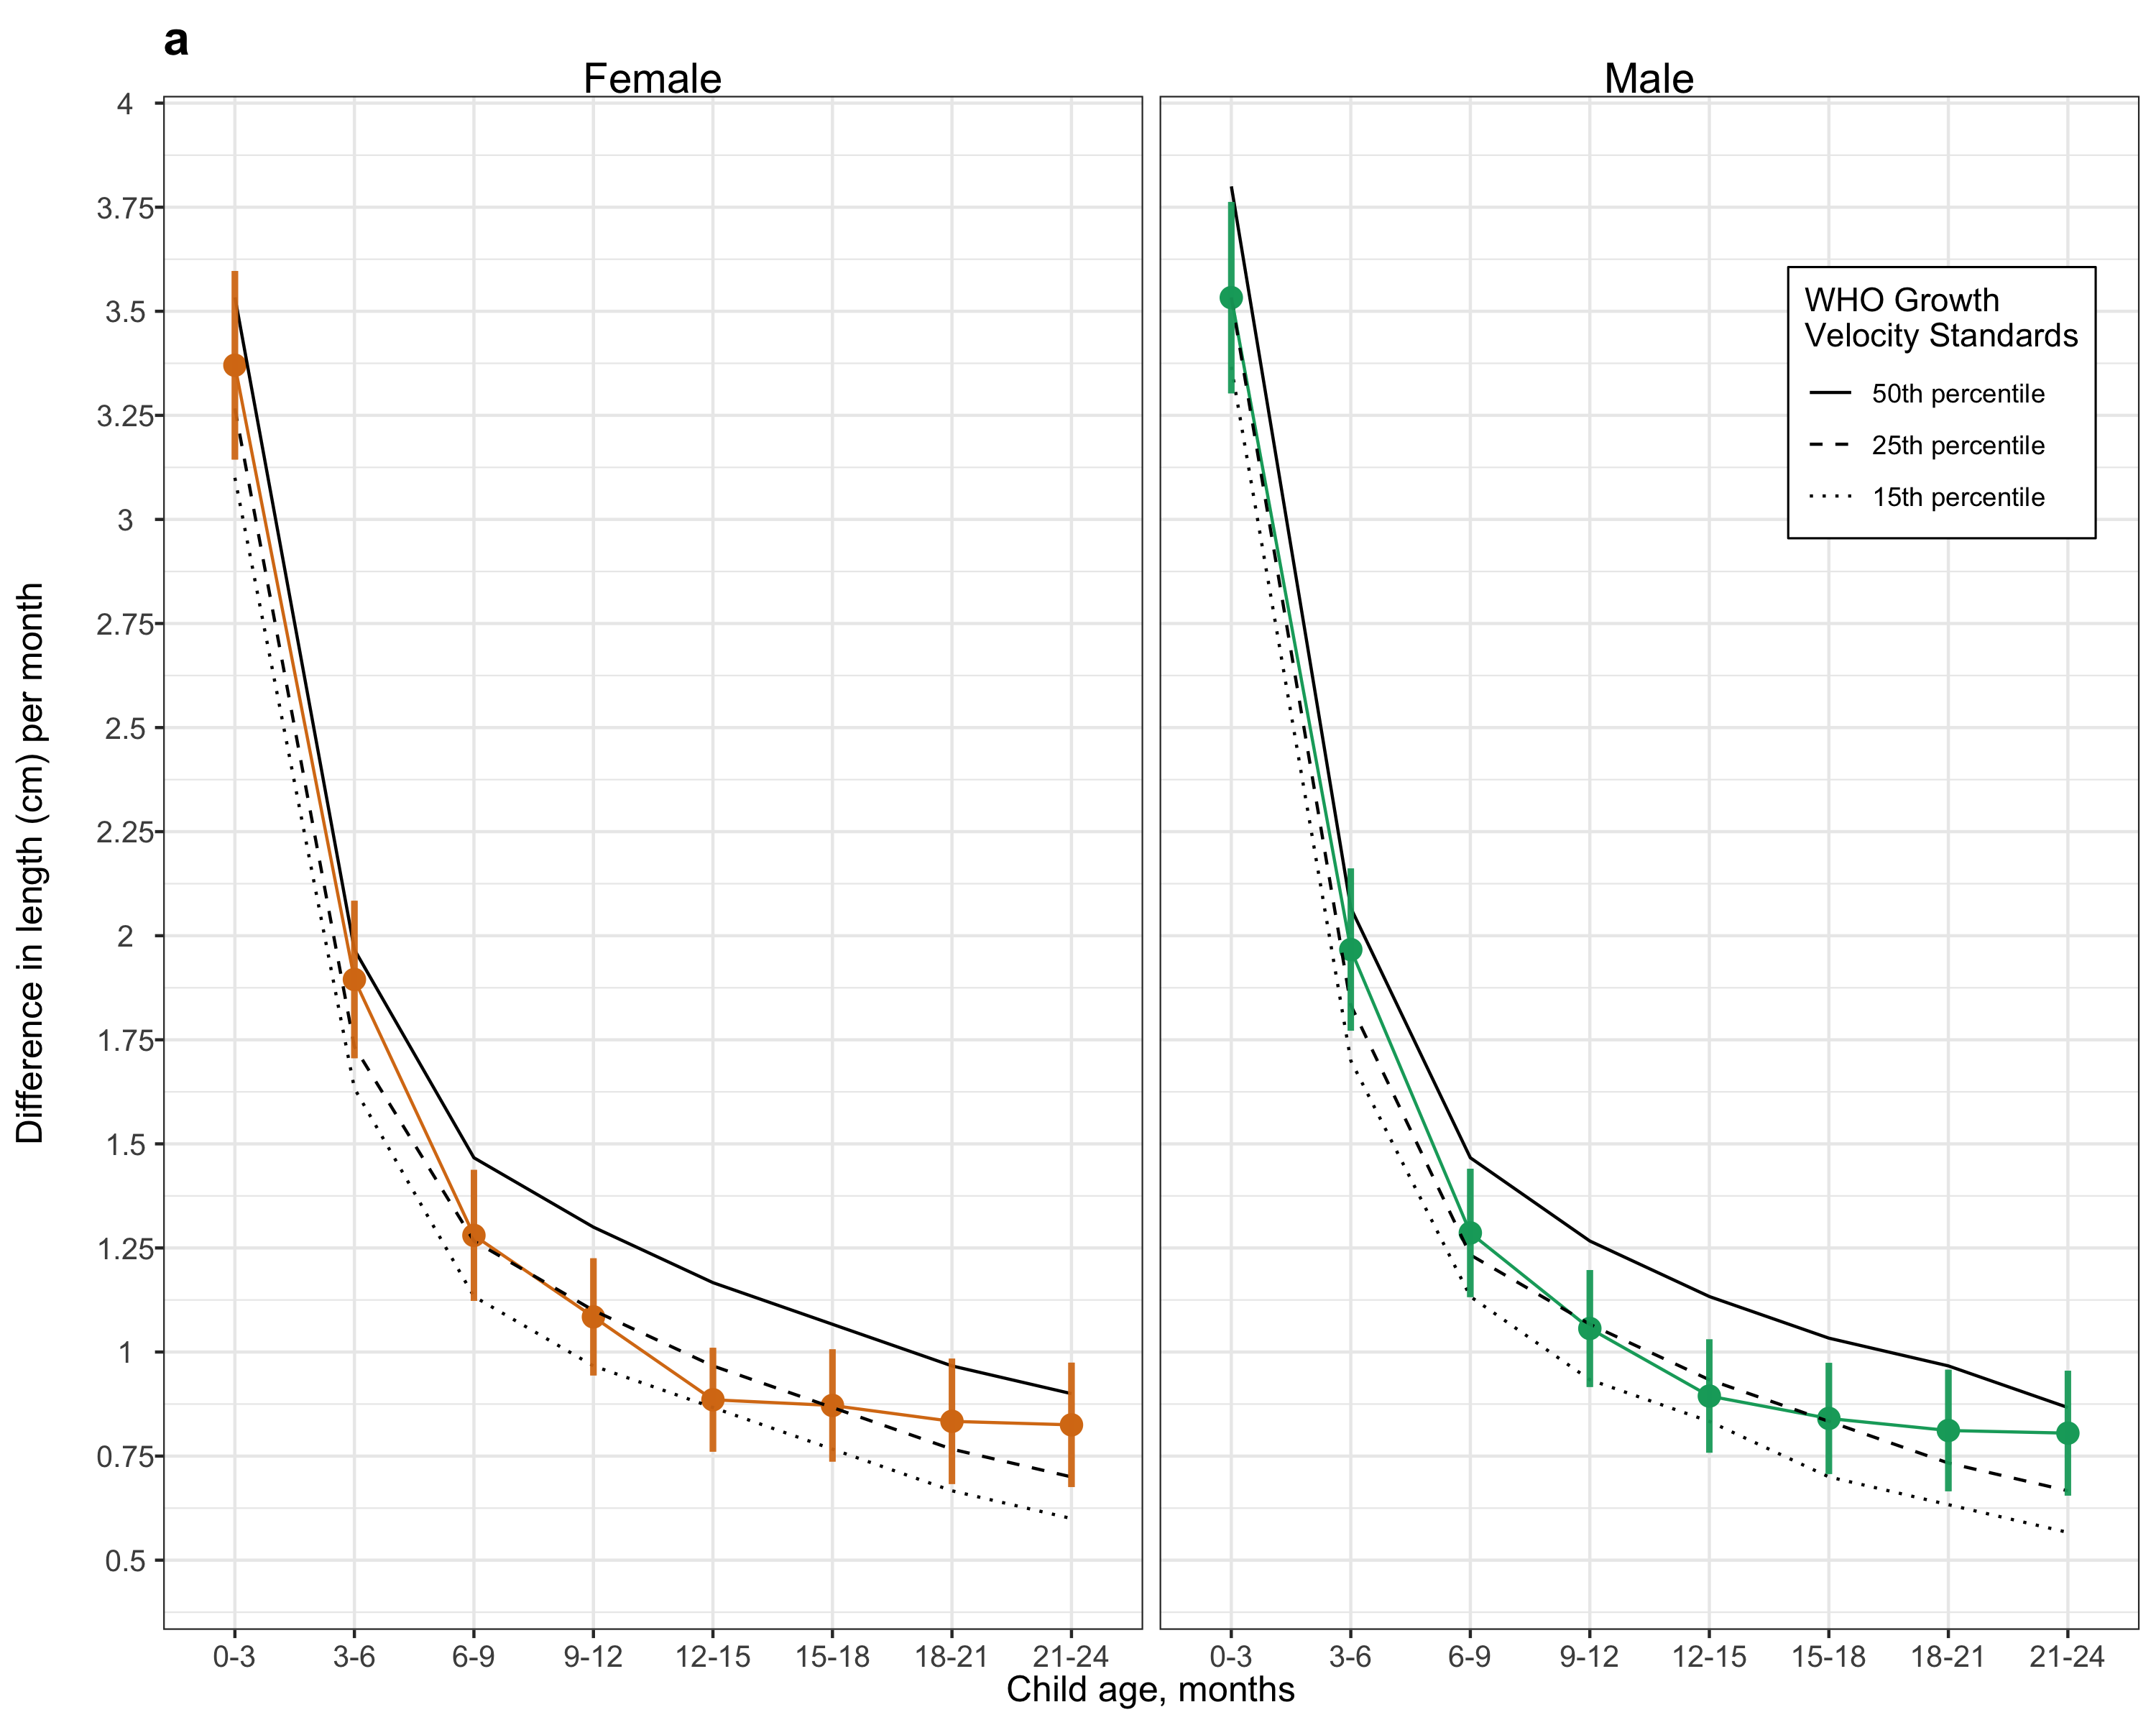 a
Female
Male
4
3.75
3.5
3.25
3
2.75
2.5
2.25
2
1.75
1.5
1.25
1
0.75
0.5
Difference in length (cm) per month
WHO Growth
Velocity Standards
50th percentile
25th percentile
15th percentile
0-3 3-6 6-9 9-12 12-15 15-18 18-21 21-24
0-3 3-6 6-9 9-12 12-15 15-18 18-21 21-24
Child age, months